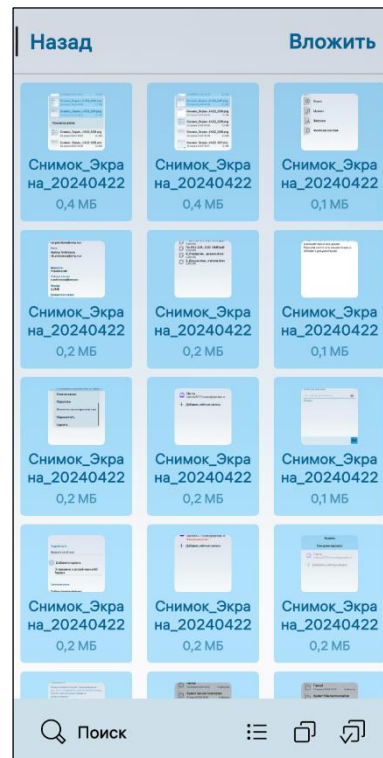 Назад Вложить
Снимок_Экра
на_20240422
0,4 МБ
Снимок_Экра
на_20240422
0,4 МБ
Снимок_Экра
на_20240422
0,1 МБ
Снимок_Экра
на_20240422
0,2 МБ
Снимок_Экра
на_20240422
0,2 МБ
Снимок_Экра
на_20240422
0,1 МБ
Снимок_Экра
на_20240422
0,2 МБ
Снимок_Экра
на_20240422
0,2 МБ
Снимок_Экра
на_20240422
0,1 МБ
Снимок_Экра
на_20240422
0,2 МБ
Снимок_Экра
на_20240422
0,2 МБ
Снимок_Экра
на_20240422
0,2 МБ
Поиск